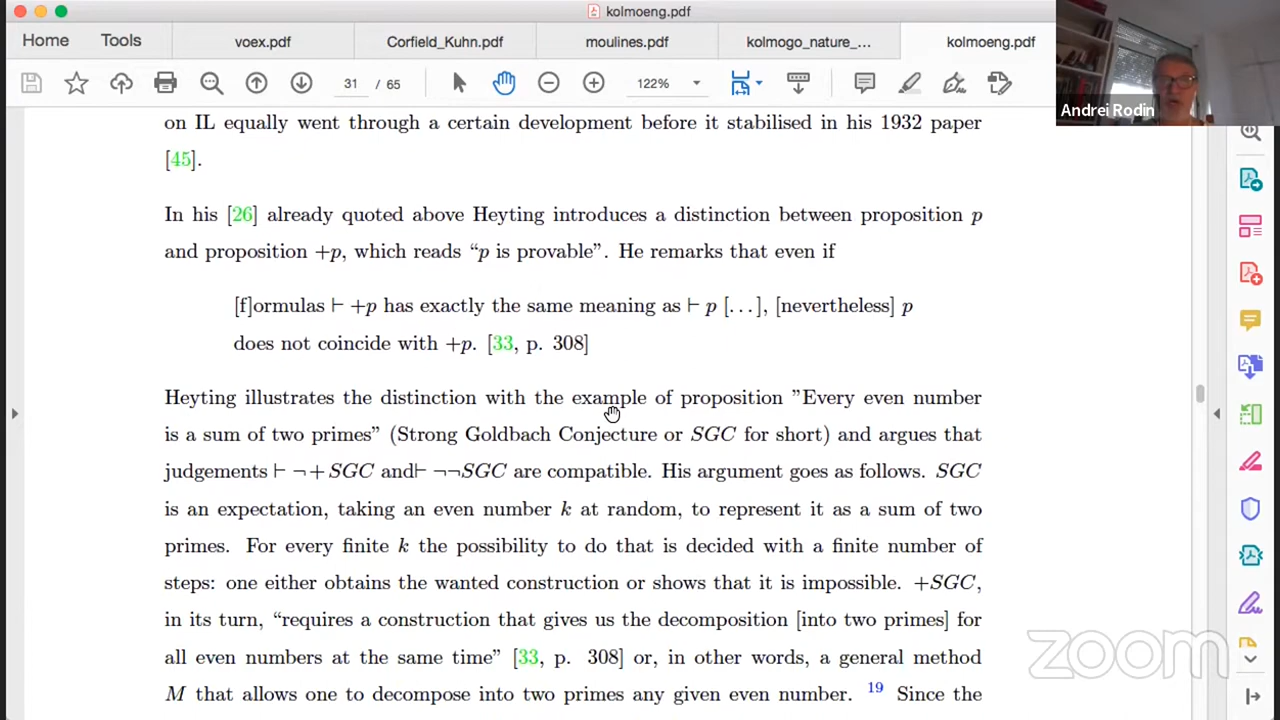 kolmoeng.pdf
Home
Tools
voex.pdf
Corfield_Kuhn.pdf
moulines.pdf
kolmogo_nature_...
kolmoeng.pdf
31 / 65
122%
Andrei Rodin
on IL equally went through a certain development before it stabilised in his 1932 paper
[45].
In his [26] already quoted above Heyting introduces a distinction between proposition p
and proposition +p, which reads “p is provable”. He remarks that even if
[f]ormulas ⊢ +p has exactly the same meaning as ⊢ p [...], [nevertheless] p
does not coincide with +p. [33, p. 308]
Heyting illustrates the distinction with the example of proposition ”Every even number
is a sum of two primes” (Strong Goldbach Conjecture or SGC for short) and argues that
judgements ⊢ ¬ + SGC and⊢ ¬¬SGC are compatible. His argument goes as follows. SGC
is an expectation, taking an even number k at random, to represent it as a sum of two
primes. For every finite k the possibility to do that is decided with a finite number of
steps: one either obtains the wanted construction or shows that it is impossible. +SGC,
in its turn, “requires a construction that gives us the decomposition [into two primes] for
all even numbers at the same time” [33, p. 308] or, in other words, a general method
M that allows one to decompose into two primes any given even number. 19 Since the
zoom